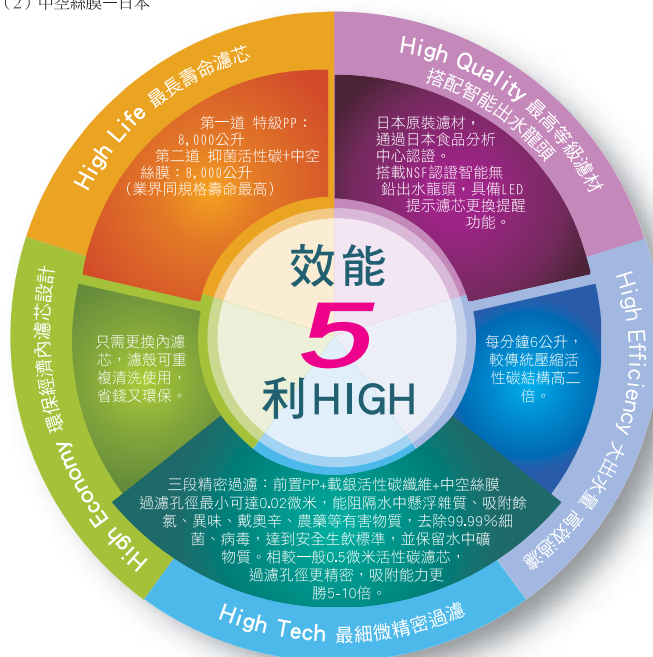 (2）中空絲膜—日本
High Life 最長壽命濾芯
第一道 特級PP：
8,000公升
第二道 抑菌活性碳+中空
絲膜：8,000公升
（業界同規格壽命最高）
High Quality 最高等級濾材
搭配智能出水龍頭
日本原裝濾材，
通過日本食品分析
中心認證。
搭載NSF認證智能無
鉛出水龍頭，具備LED
提示濾芯更換提醒
功能。
High Efficiency 大出水量 高效過濾
每分鐘6公升，
較傳統壓縮活
性碳結構高二
倍。
High Tech 最細微精密過濾
三段精密過濾：前置PP+載銀活性碳纖維+中空絲膜
過濾孔徑最小可達0.02微米，能阻隔水中懸浮雜質、吸附餘
氯、異味、戴奧辛、農藥等有害物質，去除99.99%細
菌、病毒，達到安全生飲標準，並保留水中礦
物質。相較一般0.5微米活性碳濾芯，
過濾孔徑更精密，吸附能力更
勝5-10倍。
High Economy 環保經濟內濾芯設計
只需更換內濾
芯，濾殼可重
複清洗使用，
省錢又環保。
效能
5
利HIGH